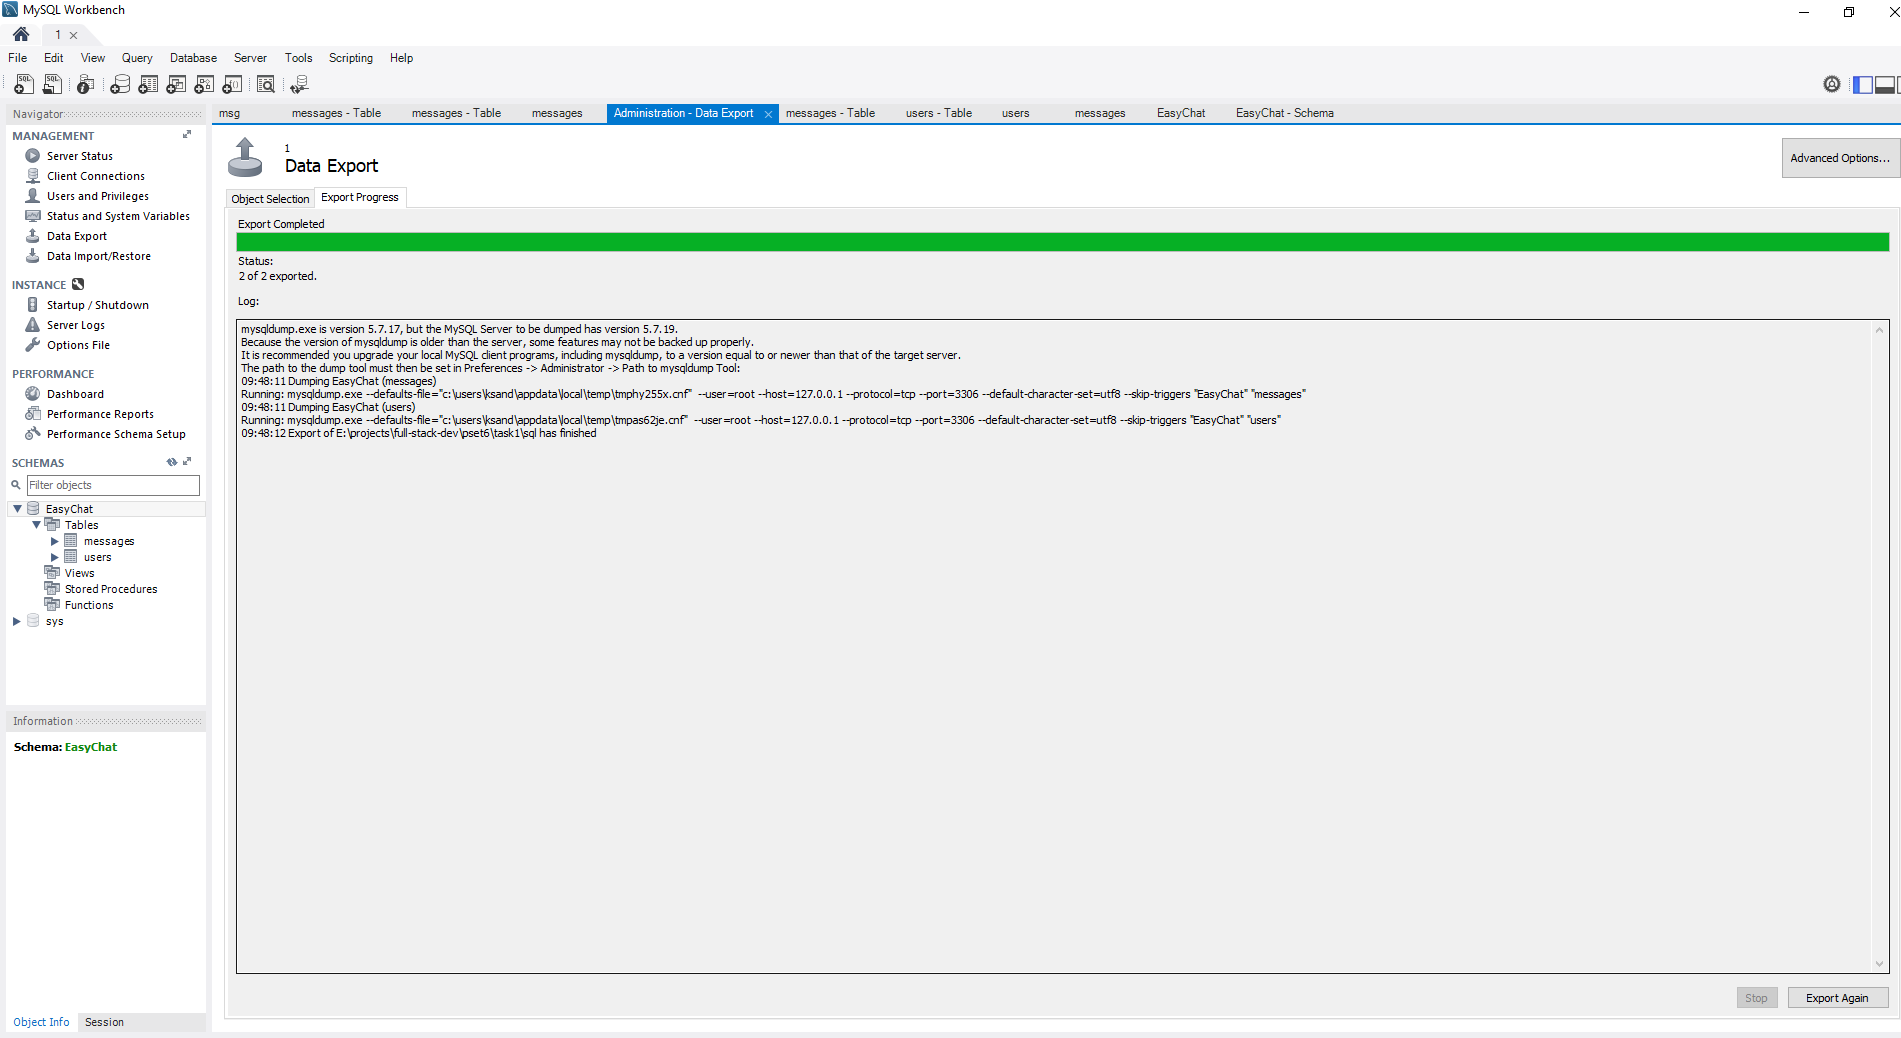 MySQL Workbench
1
File Edit View Query Database Server Tools Scripting Help
Navigator
MANAGEMENT
Server Status
Client Connections
Users and Privileges
Status and System Variables
Data Export
Data Import/Restore
INSTANCE
Startup / Shutdown
Server Logs
Options File
PERFORMANCE
Dashboard
Performance Reports
Performance Schema Setup
SCHEMAS
Filter objects
EasyChat
Tables
messages
users
Views
Stored Procedures
Functions
sys
Information
Schema: EasyChat
Object Info Session
msg messages - Table messages - Table messages Administration - Data Export messages - Table users - Table users messages EasyChat EasyChat - Schema
1
Data Export
Advanced Options...
Object Selection Export Progress
Export Completed
Status:
2 of 2 exported.
Log:
mysqldump.exe is version 5.7.17, but the MySQL Server to be dumped has version 5.7.19.
Because the version of mysqldump is older than the server, some features may not be backed up properly.
It is recommended you upgrade your local MySQL client programs, including mysqldump, to a version equal to or newer than that of the target server.
The path to the dump tool must then be set in Preferences -> Administrator -> Path to mysqldump Tool:
09:48:11 Dumping EasyChat (messages)
Running: mysqldump.exe --defaults-file="c:\users\ksand\appdata\local\temp\tmphy255x.cnf" --user=root --host=127.0.0.1 --protocol=tcp --port=3306 --default-character-set=utf8 --skip-triggers "EasyChat" "messages"
09:48:11 Dumping EasyChat (users)
Running: mysqldump.exe --defaults-file="c:\users\ksand\appdata\local\temp\tmpas62je.cnf" --user=root --host=127.0.0.1 --protocol=tcp --port=3306 --default-character-set=utf8 --skip-triggers "EasyChat" "users"
09:48:12 Export of E:\projects\full-stack-dev\pset6\task1\sql has finished
Stop Export Again